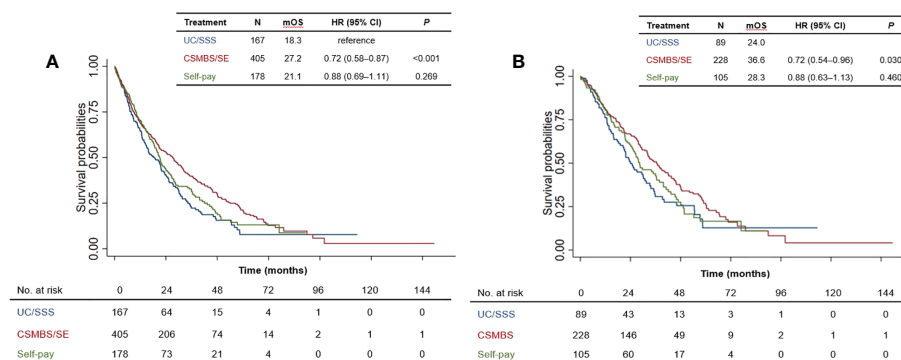 Treatment N mOS HR (95% CI) P
UC/SSS 167 18.3 reference
CSMBS/SE 405 27.2 0.72 (0.58–0.87) <0.001
Self-pay 178 21.1 0.88 (0.69–1.11) 0.269
A
Survival probabilities
1.00
0.75
0.50
0.25
0.00
Time (months)
No. at risk 0 24 48 72 96 120 144
UC/SSS 167 64 15 4 1 0 0
CSMBS/SE 405 206 74 14 2 1 1
Self-pay 178 73 21 4 0 0 0
Treatment N mOS HR (95% CI) P
UC/SSS 89 24.0
CSMBS/SE 228 36.6 0.72 (0.54–96) 0.030
Self-pay 105 28.3 0.88 (0.63–1.13) 0.460
B
Survival probabilities
1.00
0.75
0.50
0.25
0.00
Time (months)
No. at risk 0 24 48 72 96 120 144
UC/SSS 89 43 13 3 1 0 0
CSMBS 228 146 49 9 2 1 1
Self-pay 105 60 17 4 0 0 0